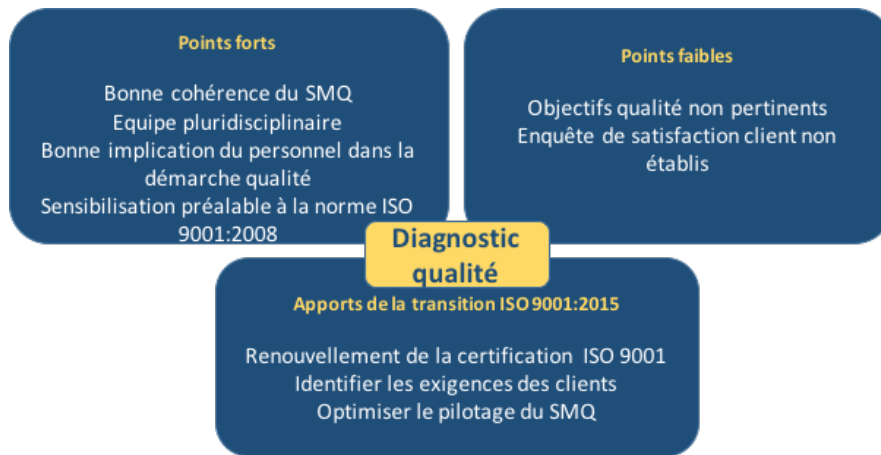 Points forts
Bonne cohérence du SMQ
Equipe pluridisciplinaire
Bonne implication du personnel dans la
démarche qualité
Sensibilisation préalable à la norme ISO
9001:2008
Points faibles
Objectifs qualité non pertinents
Enquête de satisfaction client non
établis
Diagnostic
qualité
Apports de la transition ISO 9001:2015
Renouvellement de la certification ISO 9001
Identifier les exigences des clients
Optimiser le pilotage du SMQ